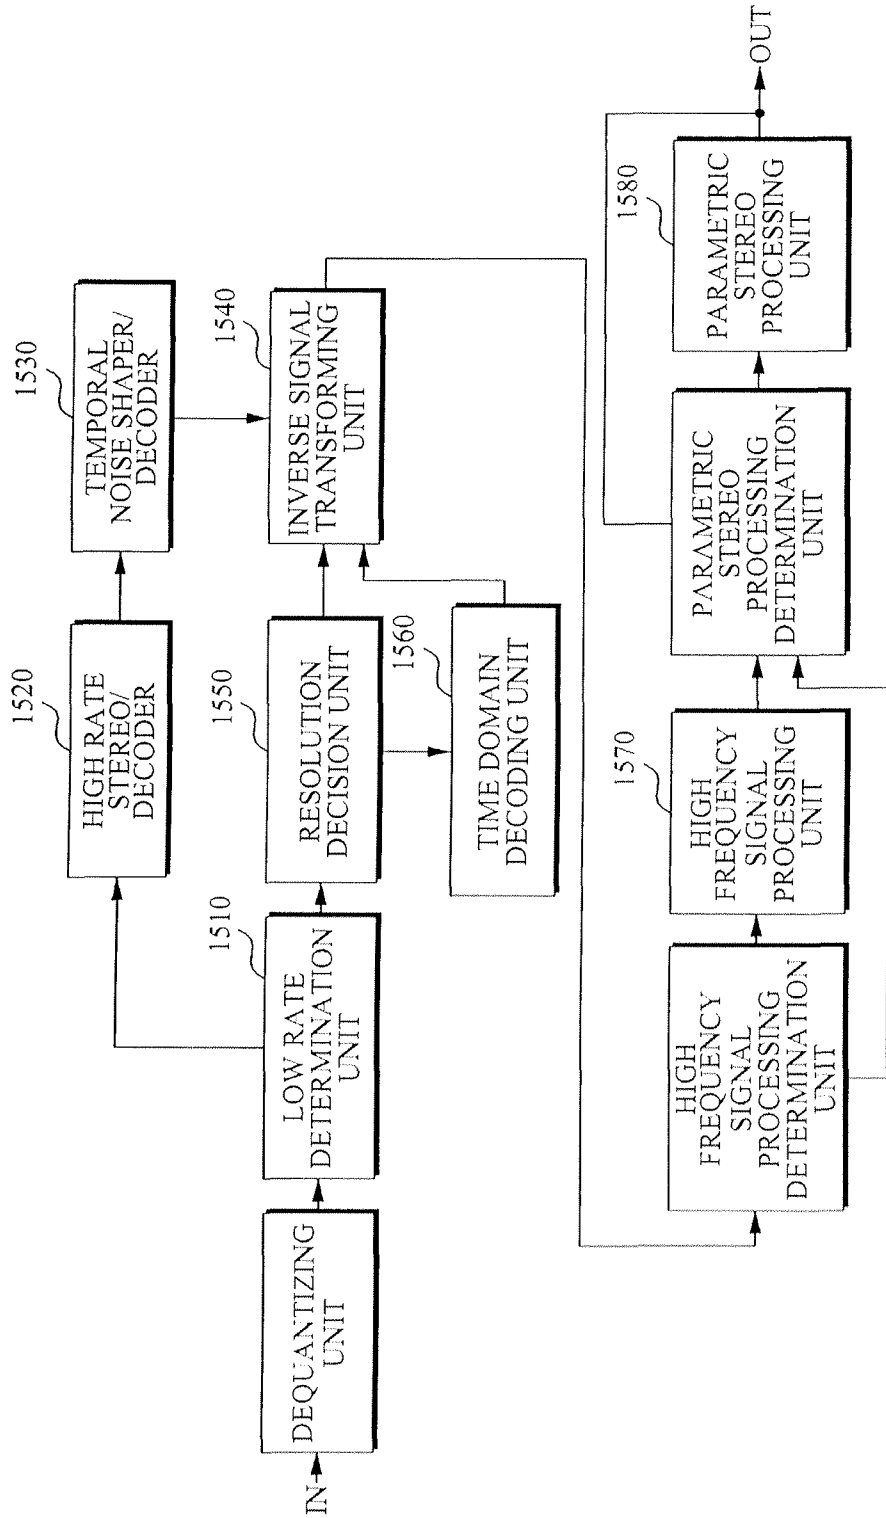 IN
DEQUANTIZING
UNIT
1510
LOW RATE
DETERMINATION
UNIT
1520
HIGH RATE
STEREO/
DECODER
1530
TEMPORAL
NOISE SHAPER/
DECODER
1550
RESOLUTION
DECISION UNIT
1540
INVERSE SIGNAL
TRANSFORMING
UNIT
1560
TIME DOMAIN
DECODING UNIT
HIGH
FREQUENCY
SIGNAL
PROCESSING
DETERMINATION
UNIT
1570
HIGH
FREQUENCY
SIGNAL
PROCESSING
UNIT
PARAMETRIC
STEREO
PROCESSING
DETERMINATION
UNIT
1580
PARAMETRIC
STEREO
PROCESSING
UNIT
OUT